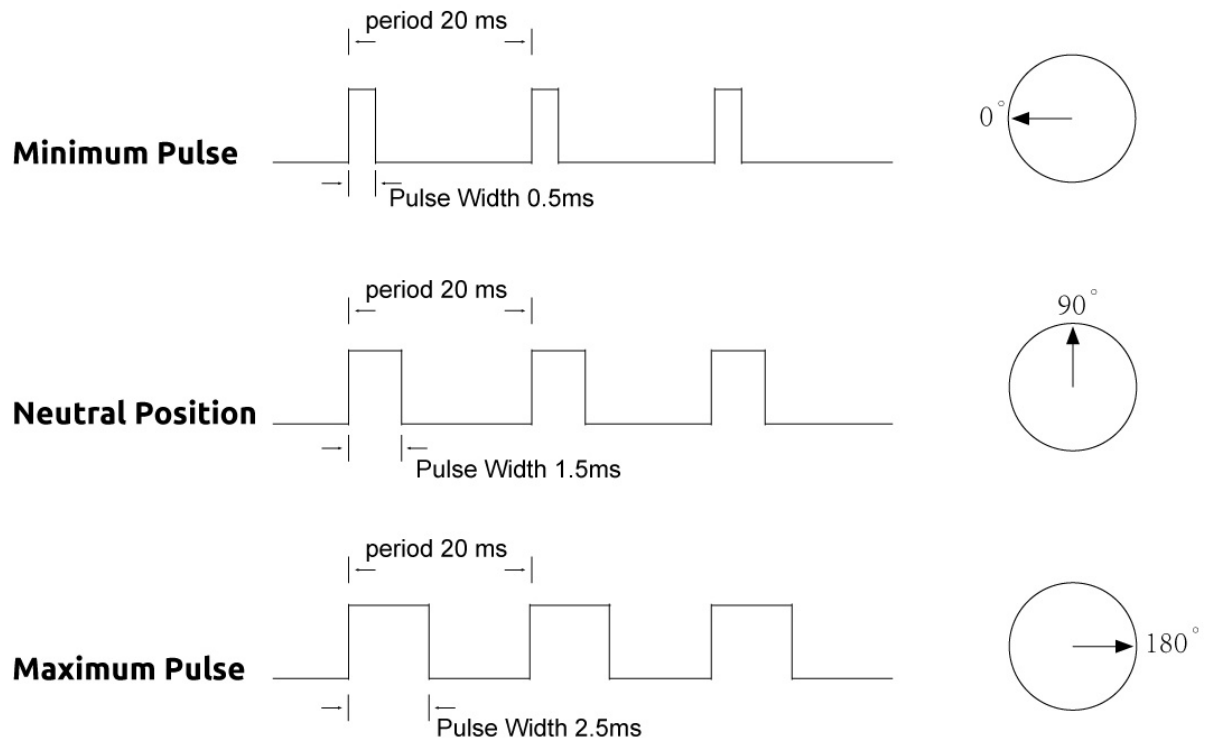 period 20 ms
0°
Minimum Pulse
Pulse Width 0.5ms
period 20 ms
90°
Neutral Position
Pulse Width 1.5ms
period 20 ms
180°
Maximum Pulse
Pulse Width 2.5ms